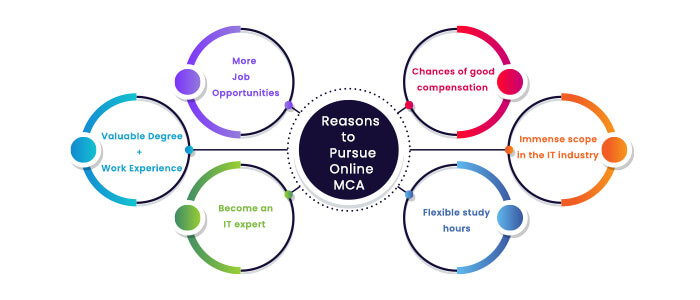 More
Job
Opportunities
Chances of good
compensation
Valuable Degree
+
Work Experience
Reasons
to
Pursue
Online
MCA
Immense scope
in the IT industry
Become an
IT expert
Flexible study
hours